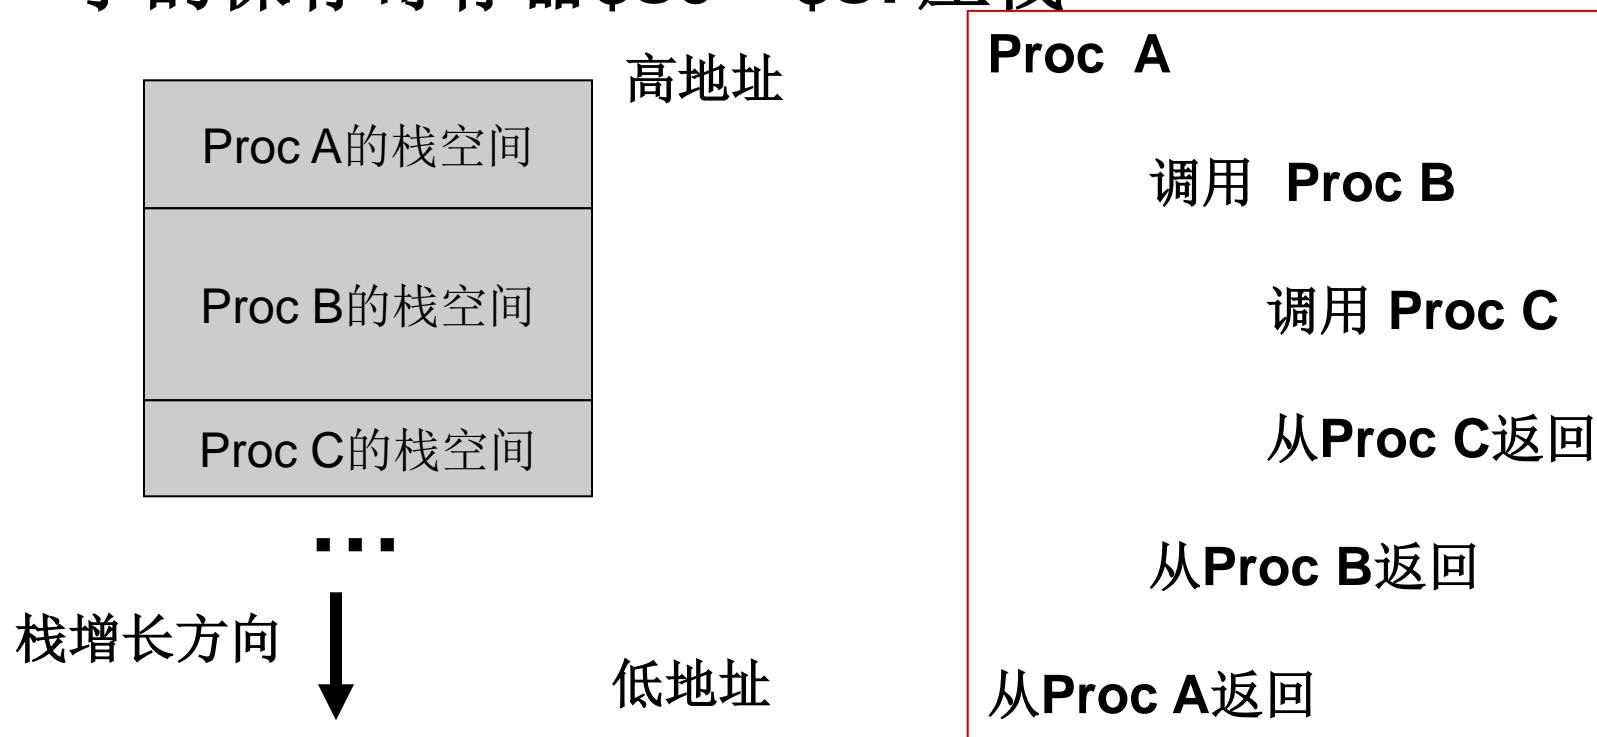 高地址
Proc A的栈空间
Proc B的栈空间
Proc C的栈空间
...
栈增长方向
低地址
Proc A
调用 Proc B
调用 Proc C
从Proc C返回
从Proc B返回
从Proc A返回